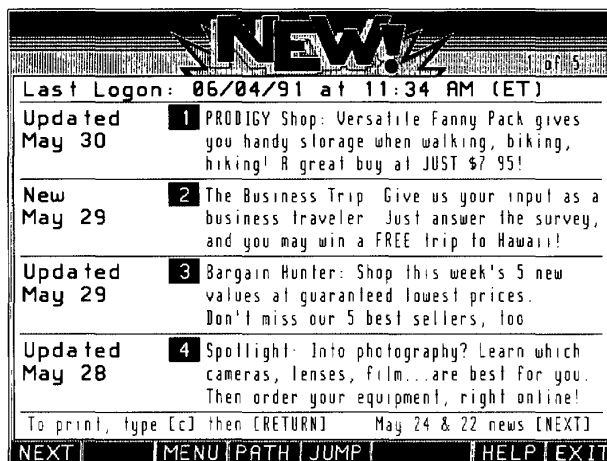 NEW!
1 of 5
Last Logon: 06/04/91 at 11:34 AM (ET)
Updated 1 PRODIGY Shop: Versatile Fanny Pack gives
May 30 you handy storage when walking, biking,
hiking! A great buy at JUST $7 95!
New 2 The Business Trip Give us your input as a
May 29 business traveler Just answer the survey,
and you may win a FREE trip to Hawaii!
Updated 3 Bargain Hunter: Shop this week's 5 new
May 29 values at guaranteed lowest prices.
Don't miss our 5 best sellers, too
Updated 4 Spotlight: Into photography? Learn which
May 28 cameras, lenses, film...are best for you.
Then order your equipment, right online!
To print, type [c] then [RETURN] May 24 & 22 news [NEXT]
NEXT MENU PATH JUMP HELP EXIT